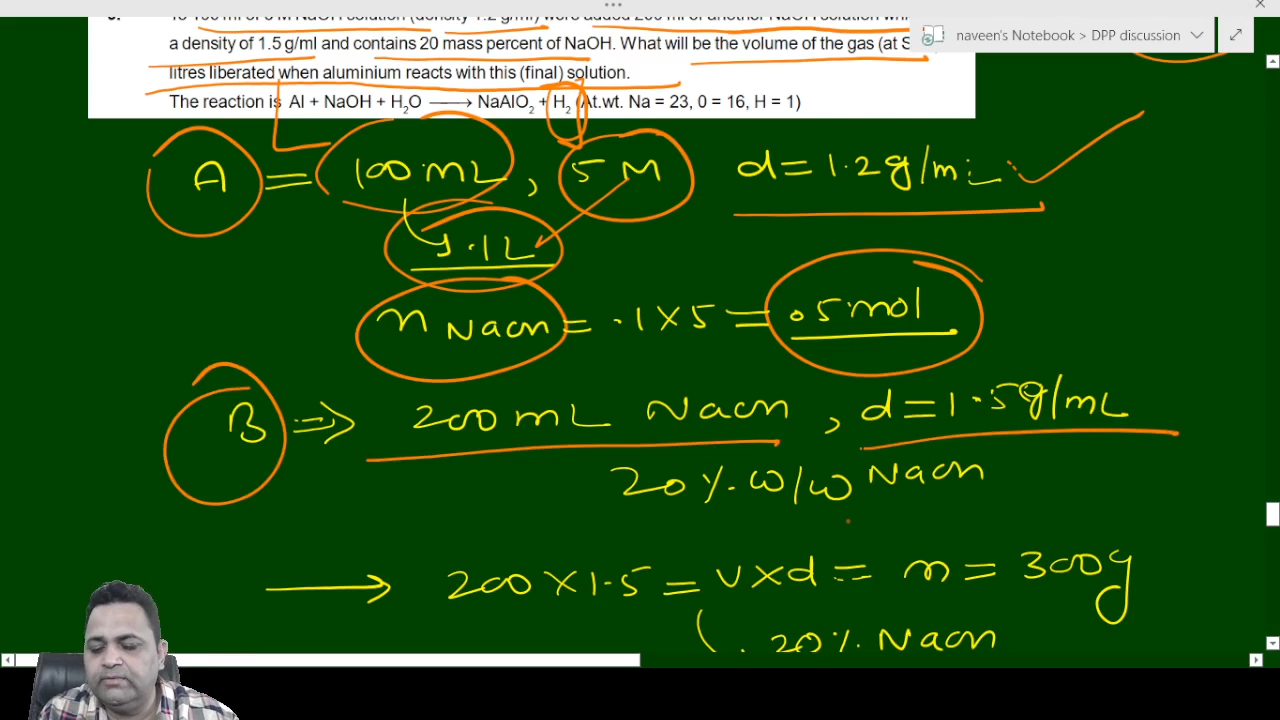 naveen's Notebook > DPP discussion
a density of 1.5 g/ml and contains 20 mass percent of NaOH. What will be the volume of the gas (at S
litres liberated when aluminium reacts with this (final) solution.
The reaction is Al + NaOH + H₂O ⟶ NaAlO₂ + H₂ (At.wt. Na = 23, 0 = 16, H = 1)
A = 100 mL, 5 M d = 1.2 g/mL
.1 L
n NaOH = .1 × 5 = .5 mol
B ⇒ 200 mL NaOH, d = 1.5 g/mL
20 % w/w NaOH
⟶ 200 × 1.5 = V × d = m = 300 g
20 % NaOH